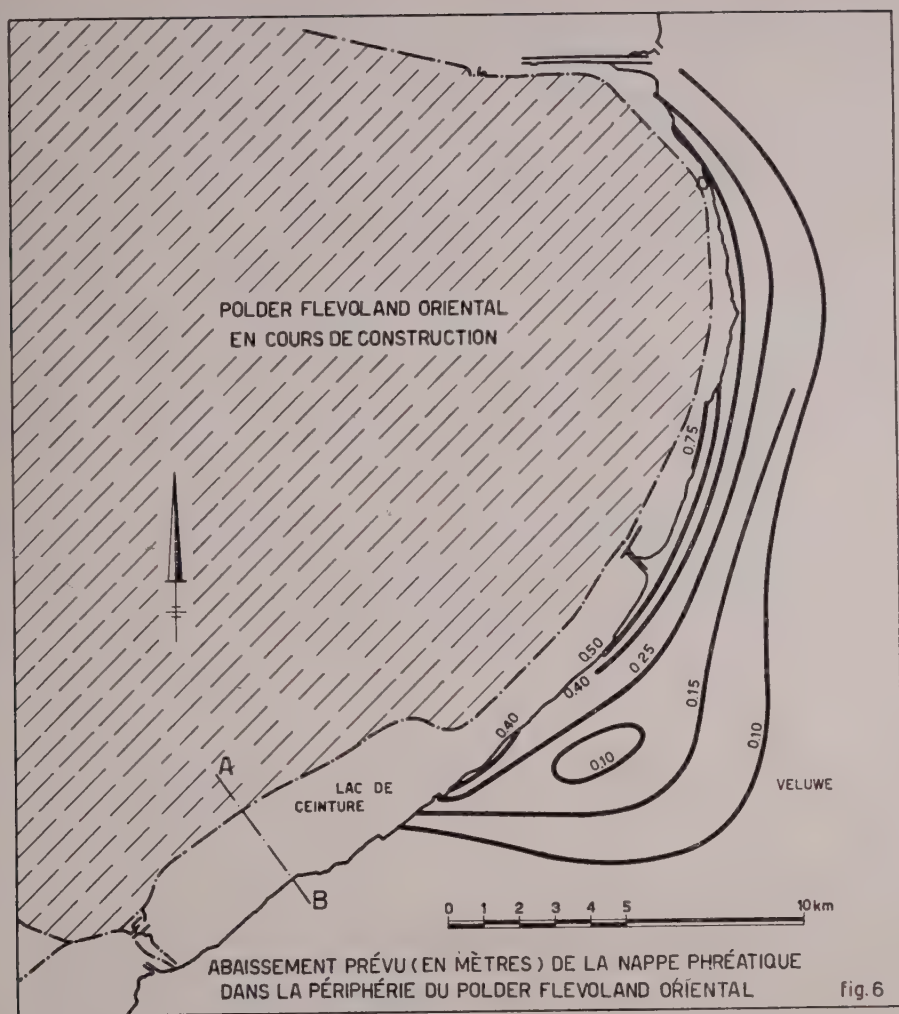 POLDER FLEVOLAND ORIENTAL
EN COURS DE CONSTRUCTION
0.75
0.50
0.40
0.25
0.40
0.15
0.10
0.10
A
LAC DE
CEINTURE
VELUWE
B
0 1 2 3 4 5 10 km
ABAISSEMENT PRÉVU (EN MÈTRES) DE LA NAPPE PHRÉATIQUE
DANS LA PÉRIPHÉRIE DU POLDER FLEVOLAND ORIENTAL
fig. 6